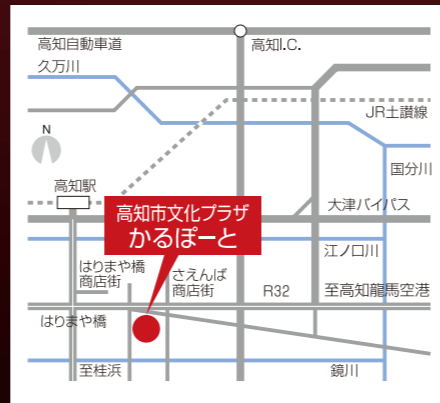 高知自動車道
高知I.C.
久万川
JR土讃線
N
国分川
高知駅
大津バイパス
高知市文化プラザ
かるぽーと
江ノ口川
はりまや橋
商店街
さえんば
商店街
R32
至高知龍馬空港
はりまや橋
至桂浜
鏡川